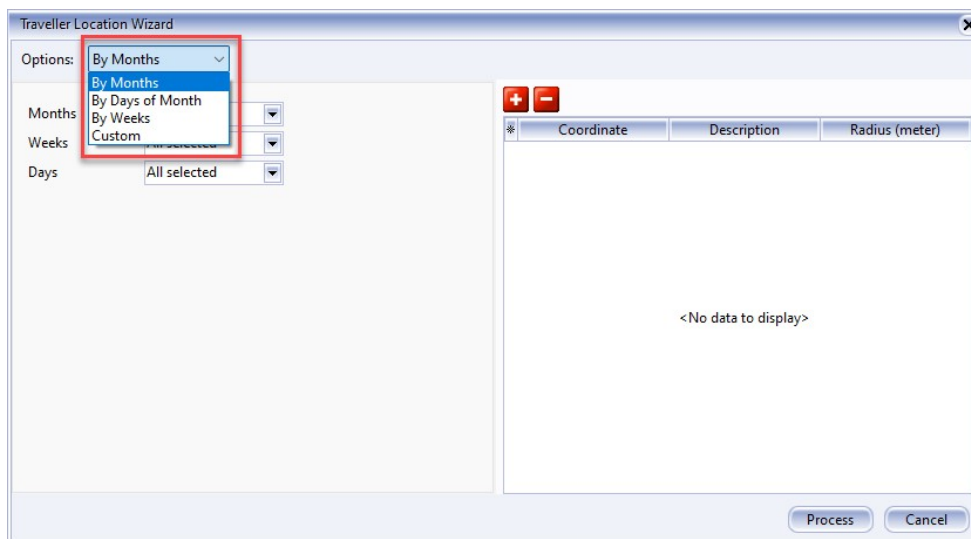 Traveller Location Wizard
Options: By Months
By Months
By Days of Month
By Weeks
Custom
Months
Weeks
Days All selected
Coordinate Description Radius (meter)
<No data to display>
Process Cancel